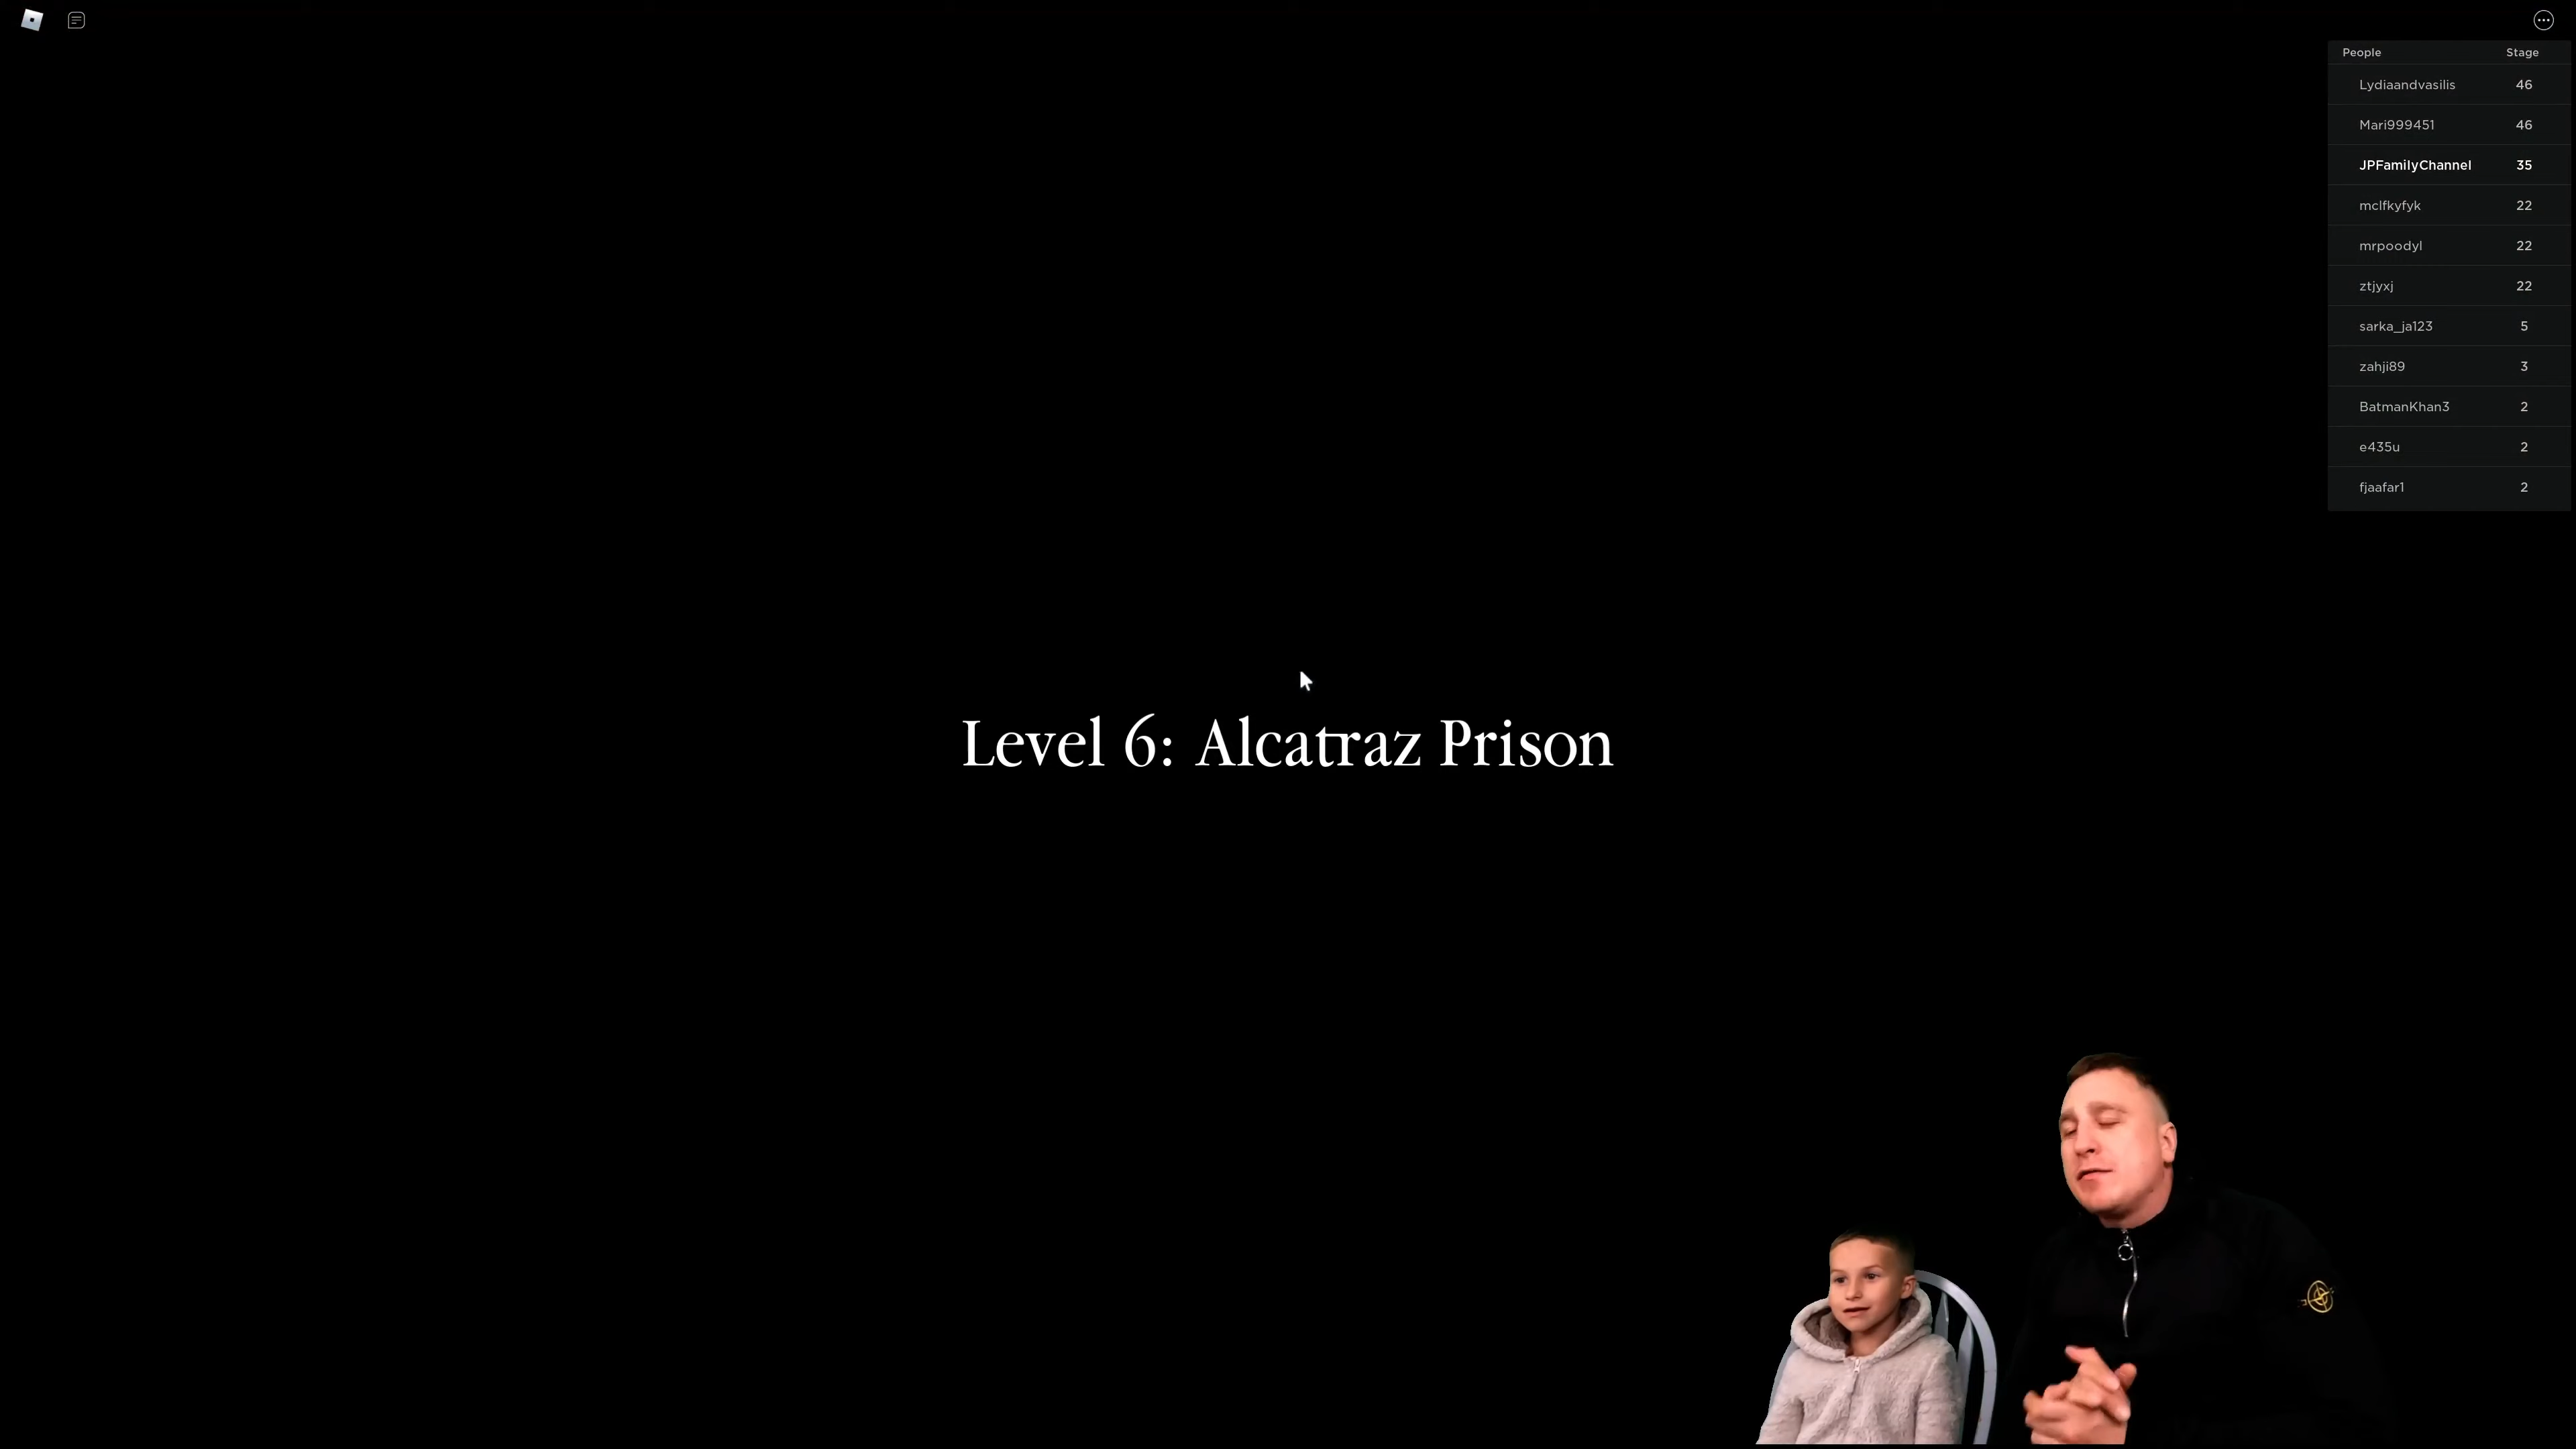 People Stage
Lydiaandvasilis 46
Mari999451 46
JPFamilyChannel 35
mclfkyfyk 22
mrpoodyl 22
ztjyxj 22
sarka_ja123 5
zahji89 3
BatmanKhan3 2
e435u 2
fjaafar1 2
Level 6: Alcatraz Prison